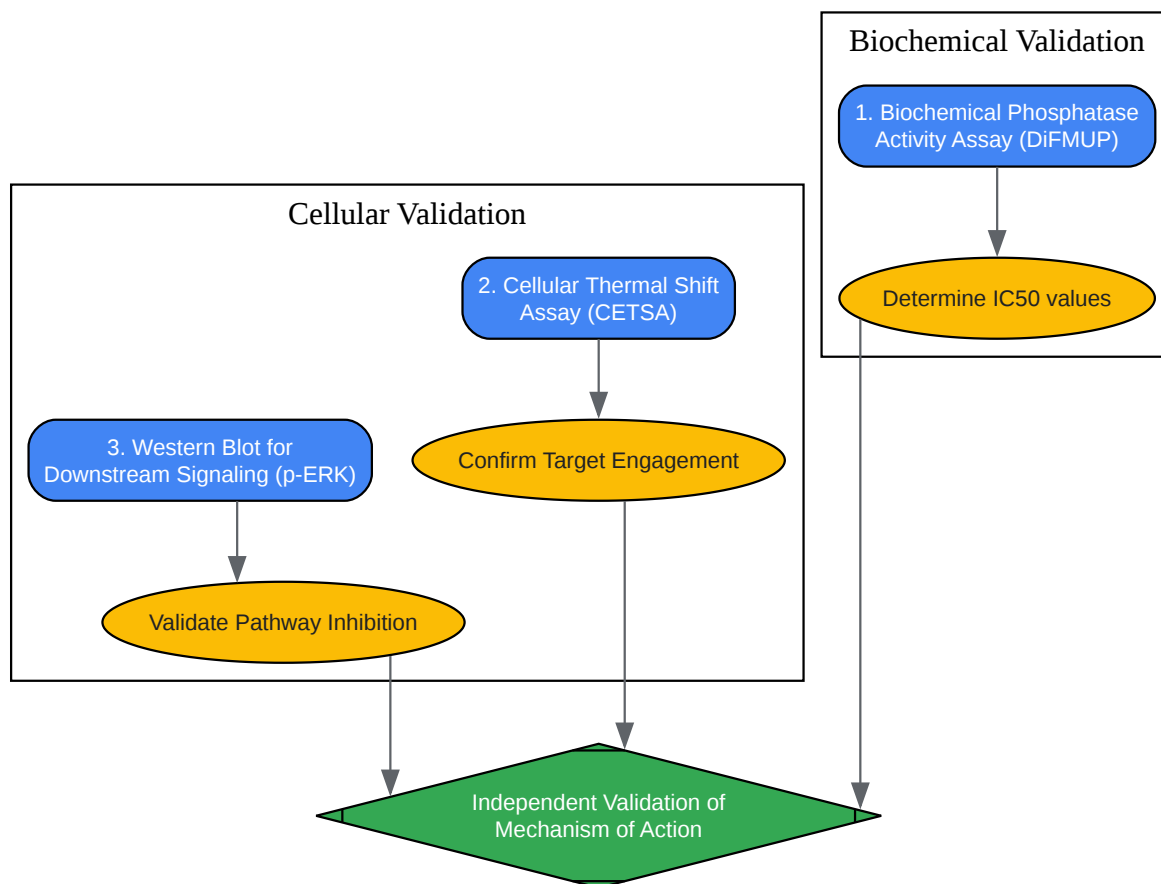 Biochemical Validation
1. Biochemical Phosphatase
Activity Assay (DiFMUP)
Determine IC50 values
Cellular Validation
2. Cellular Thermal Shift
Assay (CETSA)
Confirm Target Engagement
3. Western Blot for
Downstream Signaling (p-ERK)
Validate Pathway Inhibition
Independent Validation of
Mechanism of Action